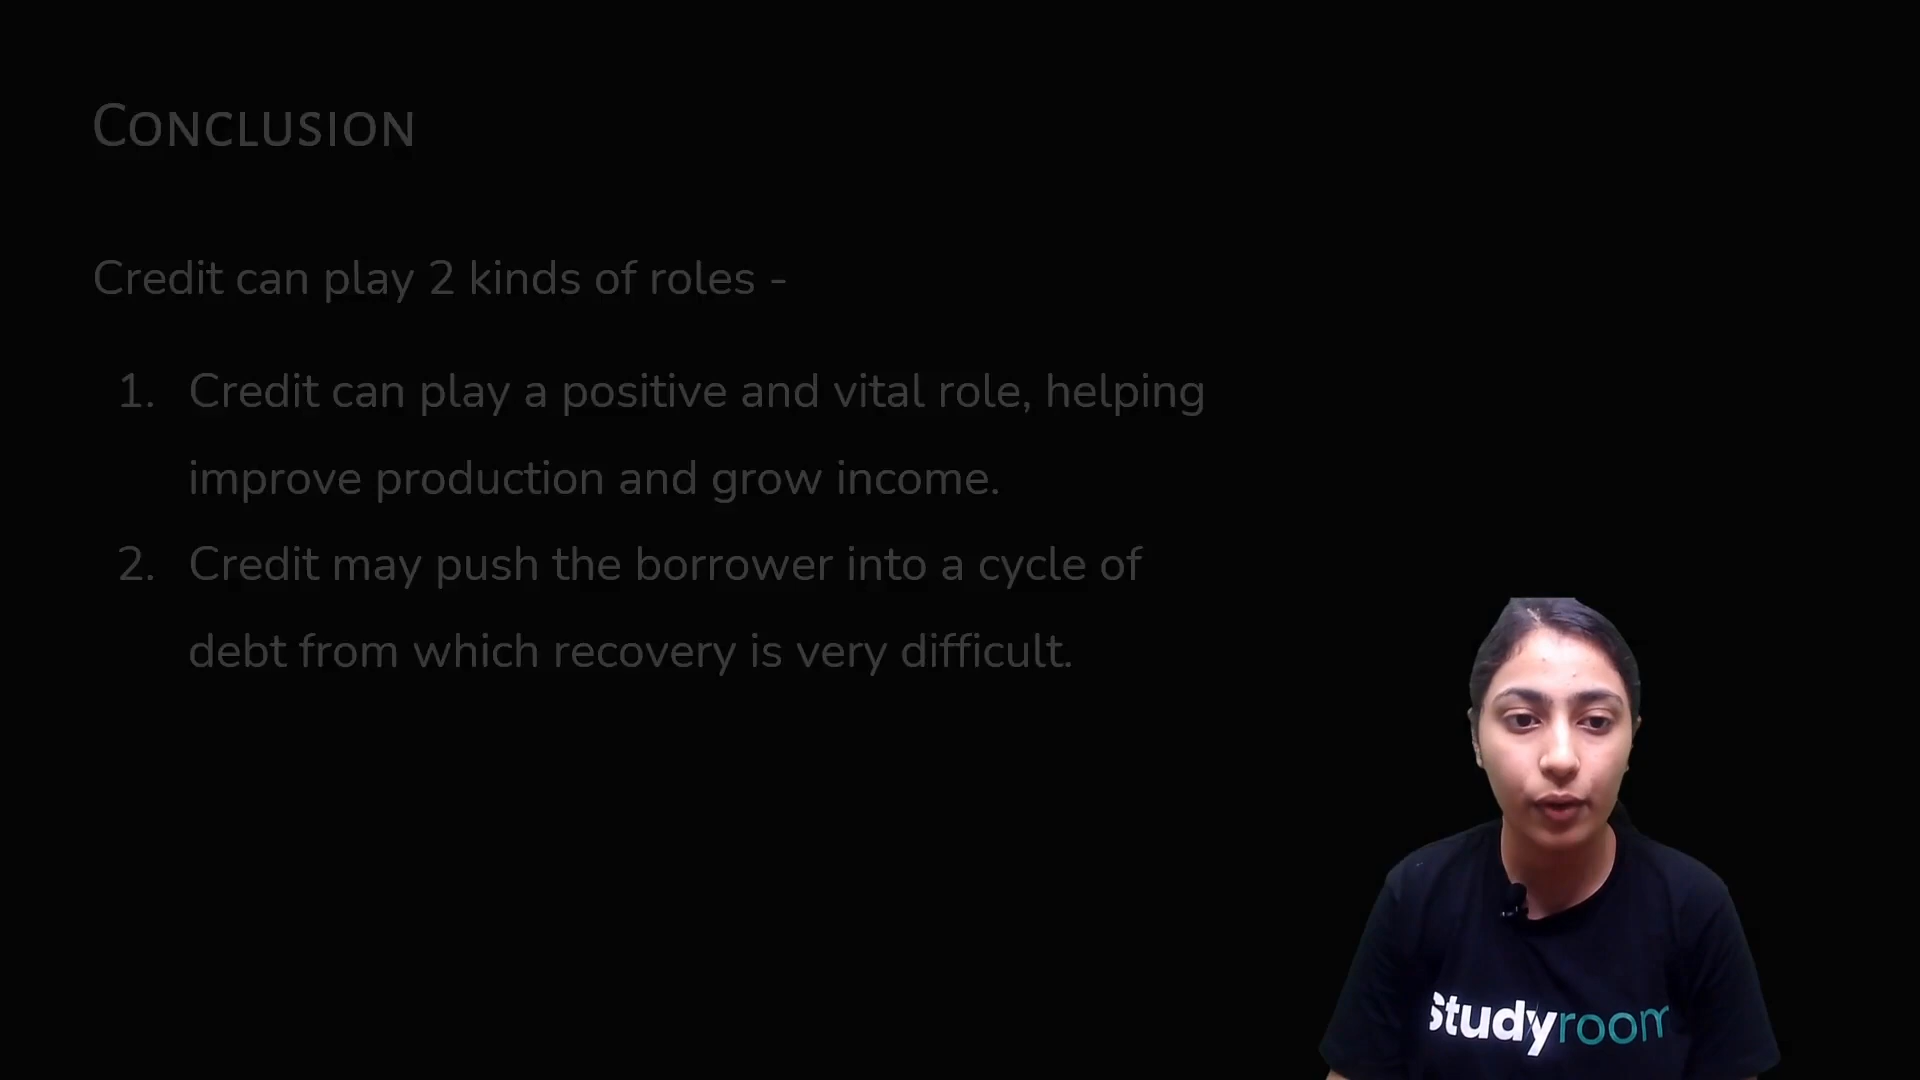 CONCLUSION
Credit can play 2 kinds of roles -
1. Credit can play a positive and vital role, helping
improve production and grow income.
2. Credit may push the borrower into a cycle of
debt from which recovery is very difficult.
Studyroom